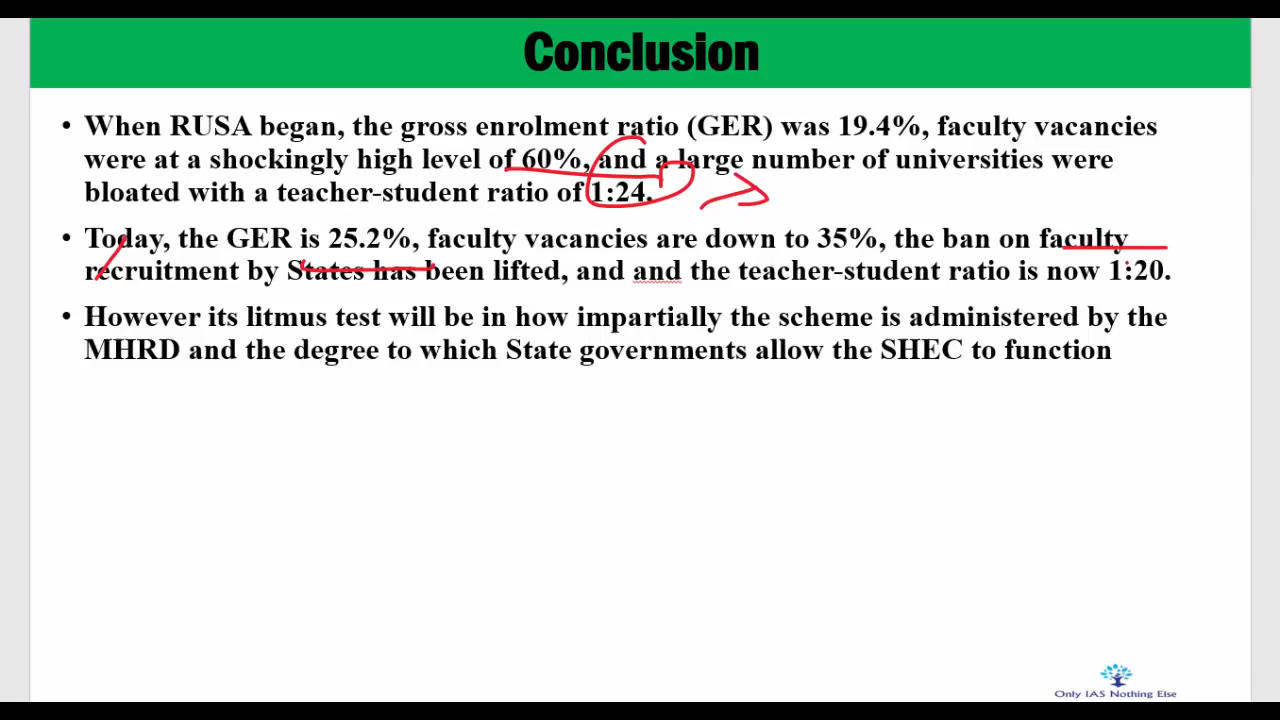 Conclusion
• When RUSA began, the gross enrolment ratio (GER) was 19.4%, faculty vacancies
were at a shockingly high level of 60%, and a large number of universities were
bloated with a teacher-student ratio of 1:24.
• Today, the GER is 25.2%, faculty vacancies are down to 35%, the ban on faculty
recruitment by States has been lifted, and and the teacher-student ratio is now 1:20.
• However its litmus test will be in how impartially the scheme is administered by the
MHRD and the degree to which State governments allow the SHEC to function
Only IAS Nothing Else